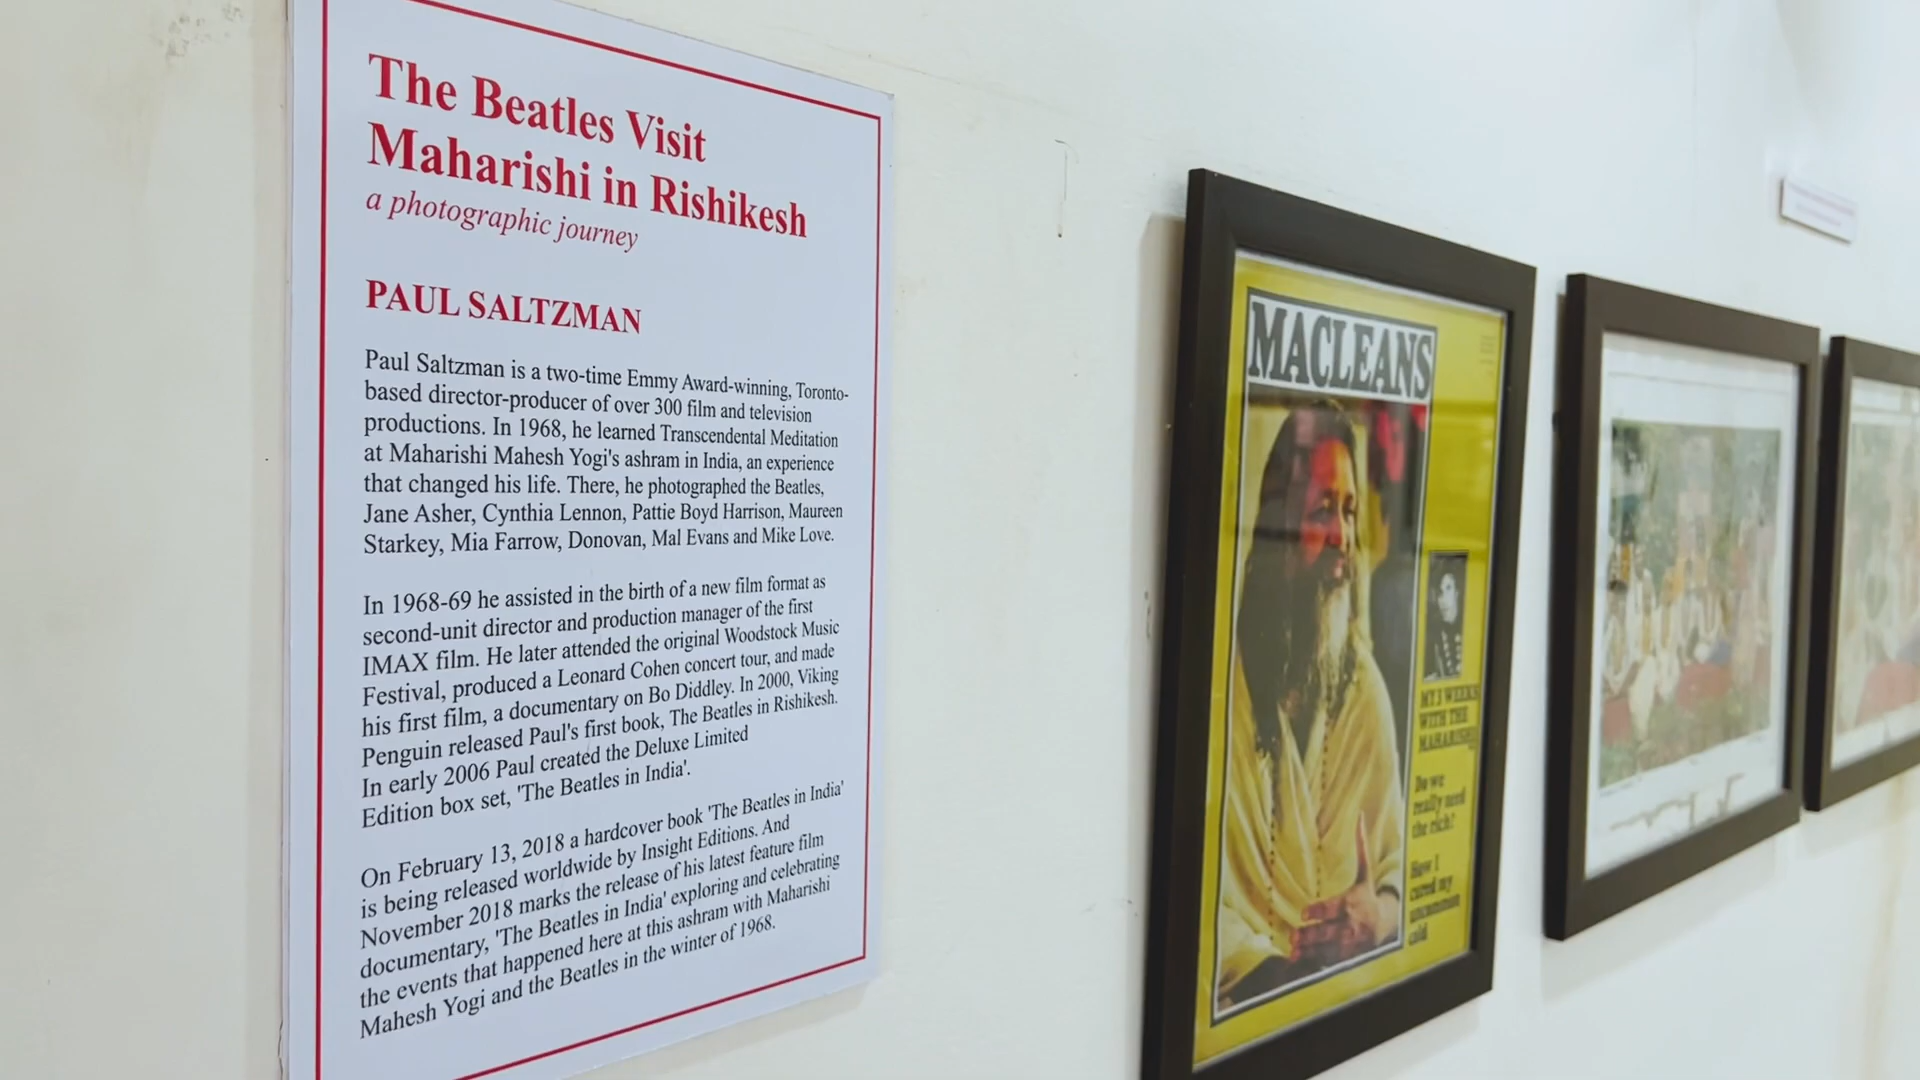 The Beatles Visit
Maharishi in Rishikesh
a photographic journey
PAUL SALTZMAN
Paul Saltzman is a two-time Emmy Award-winning, Toronto-
based director-producer of over 300 film and television
productions. In 1968, he learned Transcendental Meditation
at Maharishi Mahesh Yogi's ashram in India, an experience
that changed his life. There, he photographed the Beatles,
Jane Asher, Cynthia Lennon, Pattie Boyd Harrison, Maureen
Starkey, Mia Farrow, Donovan, Mal Evans and Mike Love.
In 1968-69 he assisted in the birth of a new film format as
second-unit director and production manager of the first
IMAX film. He later attended the original Woodstock Music
Festival, produced a Leonard Cohen concert tour, and made
his first film, a documentary on Bo Diddley. In 2000, Viking
Penguin released Paul's first book, The Beatles in Rishikesh.
In early 2006 Paul created the Deluxe Limited
Edition box set, 'The Beatles in India'.
On February 13, 2018 a hardcover book 'The Beatles in India'
is being released worldwide by Insight Editions. And
November 2018 marks the release of his latest feature film
documentary, 'The Beatles in India' exploring and celebrating
the events that happened here at this ashram with Maharishi
Mahesh Yogi and the Beatles in the winter of 1968.
MACLEANS
MY 3 WEEKS
WITH THE
MAHARISHI
Do we
really need
the rich?
How I
cured my
uncommon
cold